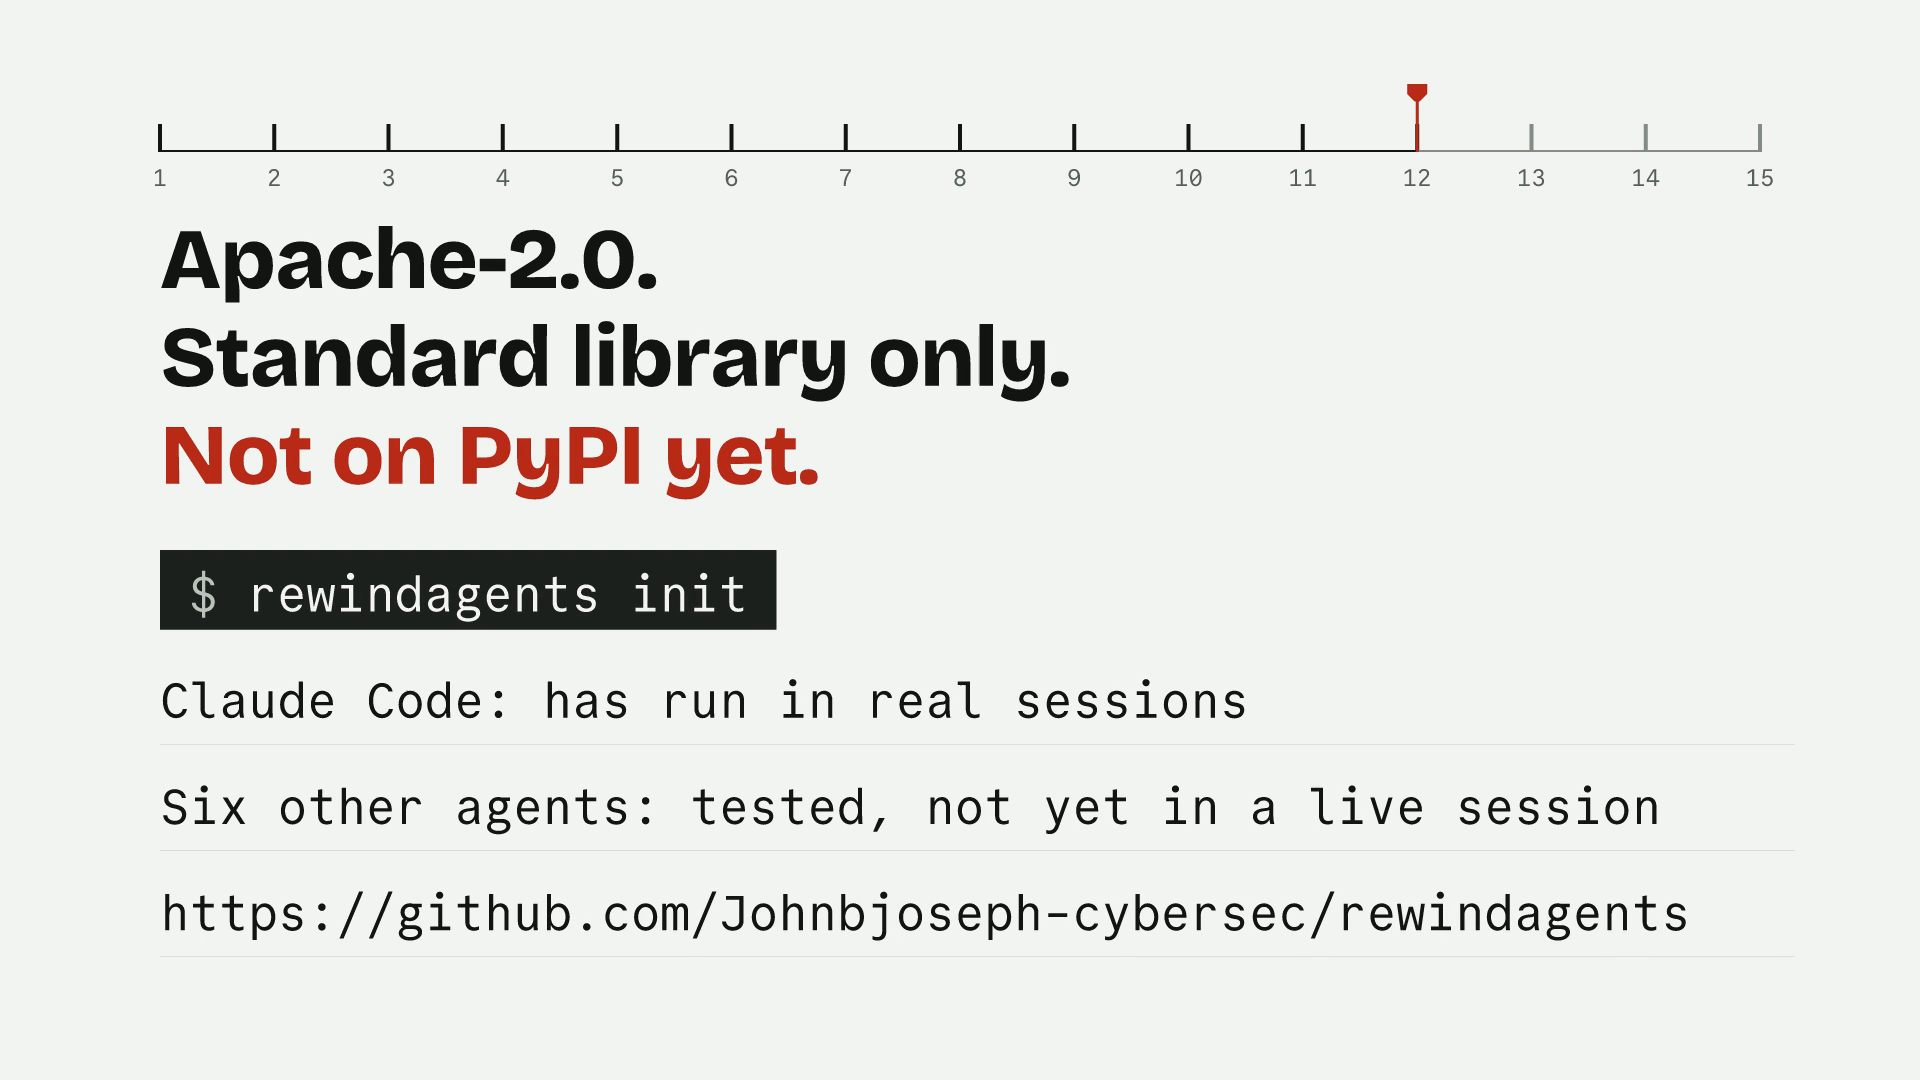 1 2 3 4 5 6 7 8 9 10 11 12 13 14 15
Apache-2.0.
Standard library only.
Not on PyPI yet.
$ rewindagents init
Claude Code: has run in real sessions
Six other agents: tested, not yet in a live session
https://github.com/Johnbjoseph-cybersec/rewindagents